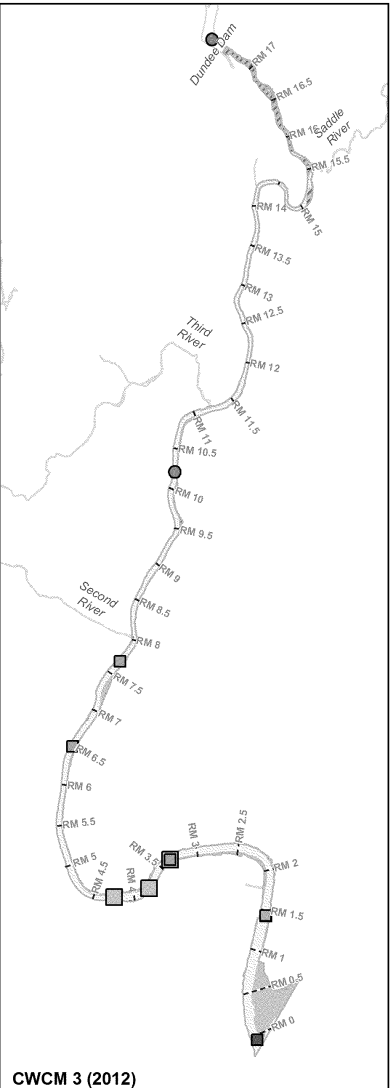 Dundee Dam
RM 17
RM 16.5
RM 16
Saddle
River
RM 15.5
RM 15
RM 14
RM 13.5
RM 13
RM 12.5
Third
River
RM 12
RM 11.5
RM 11
RM 10.5
RM 10
RM 9.5
RM 9
RM 8.5
Second
River
RM 8
RM 7.5
RM 7
RM 6.5
RM 6
RM 5.5
RM 5
RM 4.5
RM
RM 3.5
RM 3
RM 2.5
RM 2
RM 1.5
RM 1
RM 0.5
RM 0
CWCM 3 (2012)